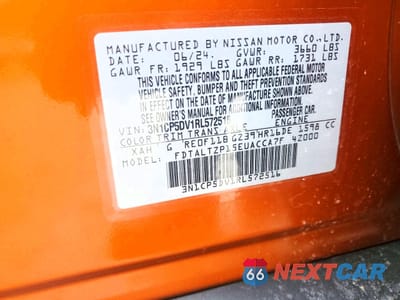 MANUFACTURED BY NISSAN MOTOR CO.,LTD.
DATE: 06/24. GVWR: 3660 LBS
GAWR FR: 1929 LBS GAWR RR: 1731 LBS
THIS VEHICLE CONFORMS TO ALL APPLICABLE FEDERAL MOTOR
VEHICLE SAFETY, BUMPER AND THEFT PREVENTION STANDARDS
IN EFFECT ON THE DATE OF MANUFACTURE SHOWN ABOVE.
SEE OWNER'S MANUAL FOR ADDITIONAL INFORMATION.
VIN: 3N1CP5DV1RL572516 PASSENGER CAR.
COLOR TRIM TRANS. AXLE ENGINE
XAH G RE0F11B GZ39 HR16DE 1598 CC
MODEL: FDTALTZP15EUACCA7F 4Z000
3N1CP5DV1RL572516
66 NEXTCAR